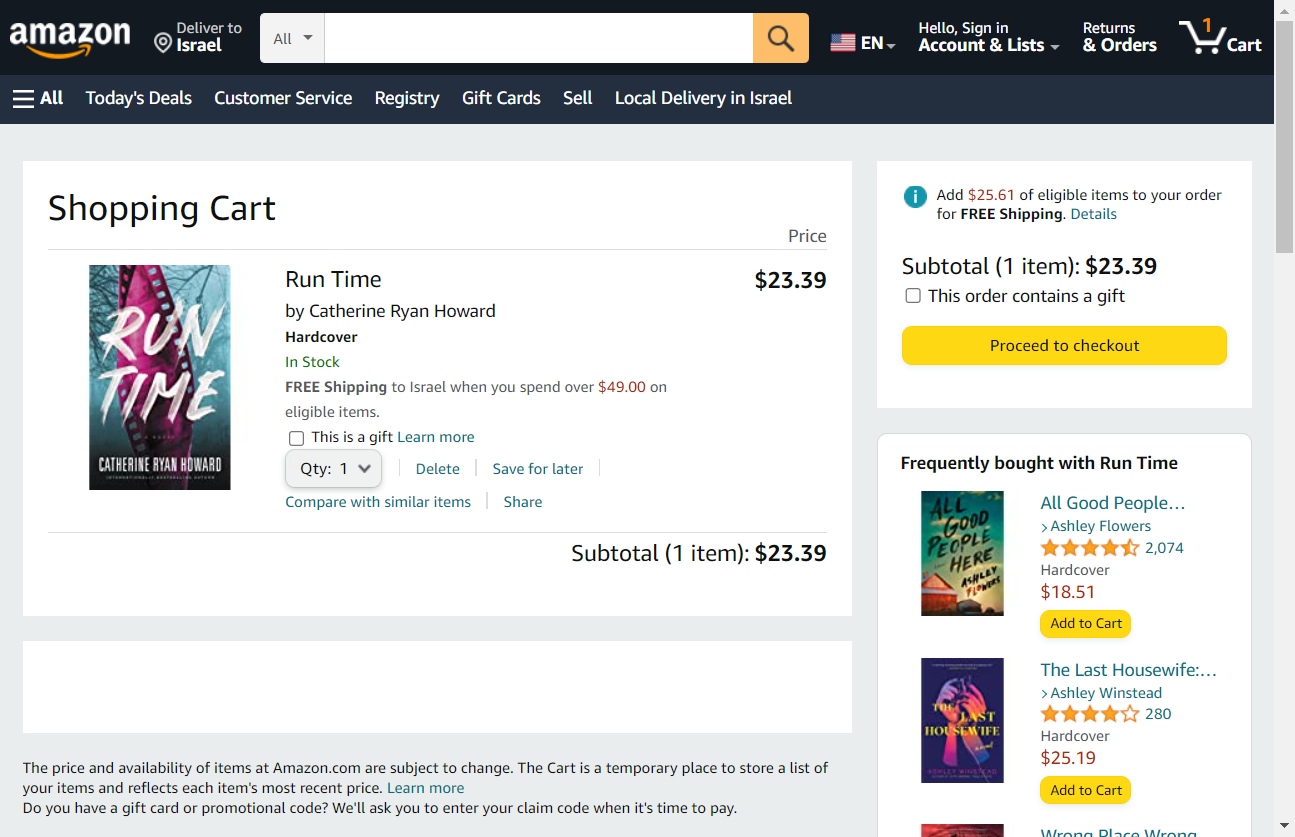 amazon
Deliver to
Israel
All
EN
Hello, Sign in
Account & Lists
Returns
& Orders
1
Cart
All
Today's Deals
Customer Service
Registry
Gift Cards
Sell
Local Delivery in Israel
Shopping Cart
Price
RUN
TIME
A NOVEL
CATHERINE RYAN HOWARD
INTERNATIONALLY BESTSELLING AUTHOR
Run Time
$23.39
by Catherine Ryan Howard
Hardcover
In Stock
FREE Shipping to Israel when you spend over $49.00 on
eligible items.
This is a gift Learn more
Qty: 1
Delete
Save for later
Compare with similar items
Share
Subtotal (1 item): $23.39
The price and availability of items at Amazon.com are subject to change. The Cart is a temporary place to store a list of
your items and reflects each item's most recent price. Learn more
Do you have a gift card or promotional code? We'll ask you to enter your claim code when it's time to pay.
i
Add $25.61 of eligible items to your order
for FREE Shipping. Details
Subtotal (1 item): $23.39
This order contains a gift
Proceed to checkout
Frequently bought with Run Time
ALL
GOOD
PEOPLE
HERE
ASHLEY
FLOWERS
All Good People…
› Ashley Flowers
2,074
Hardcover
$18.51
Add to Cart
THE LAST
HOUSEWIFE
a novel
ASHLEY WINSTEAD
The Last Housewife:…
› Ashley Winstead
280
Hardcover
$25.19
Add to Cart
Wrong Place Wrong